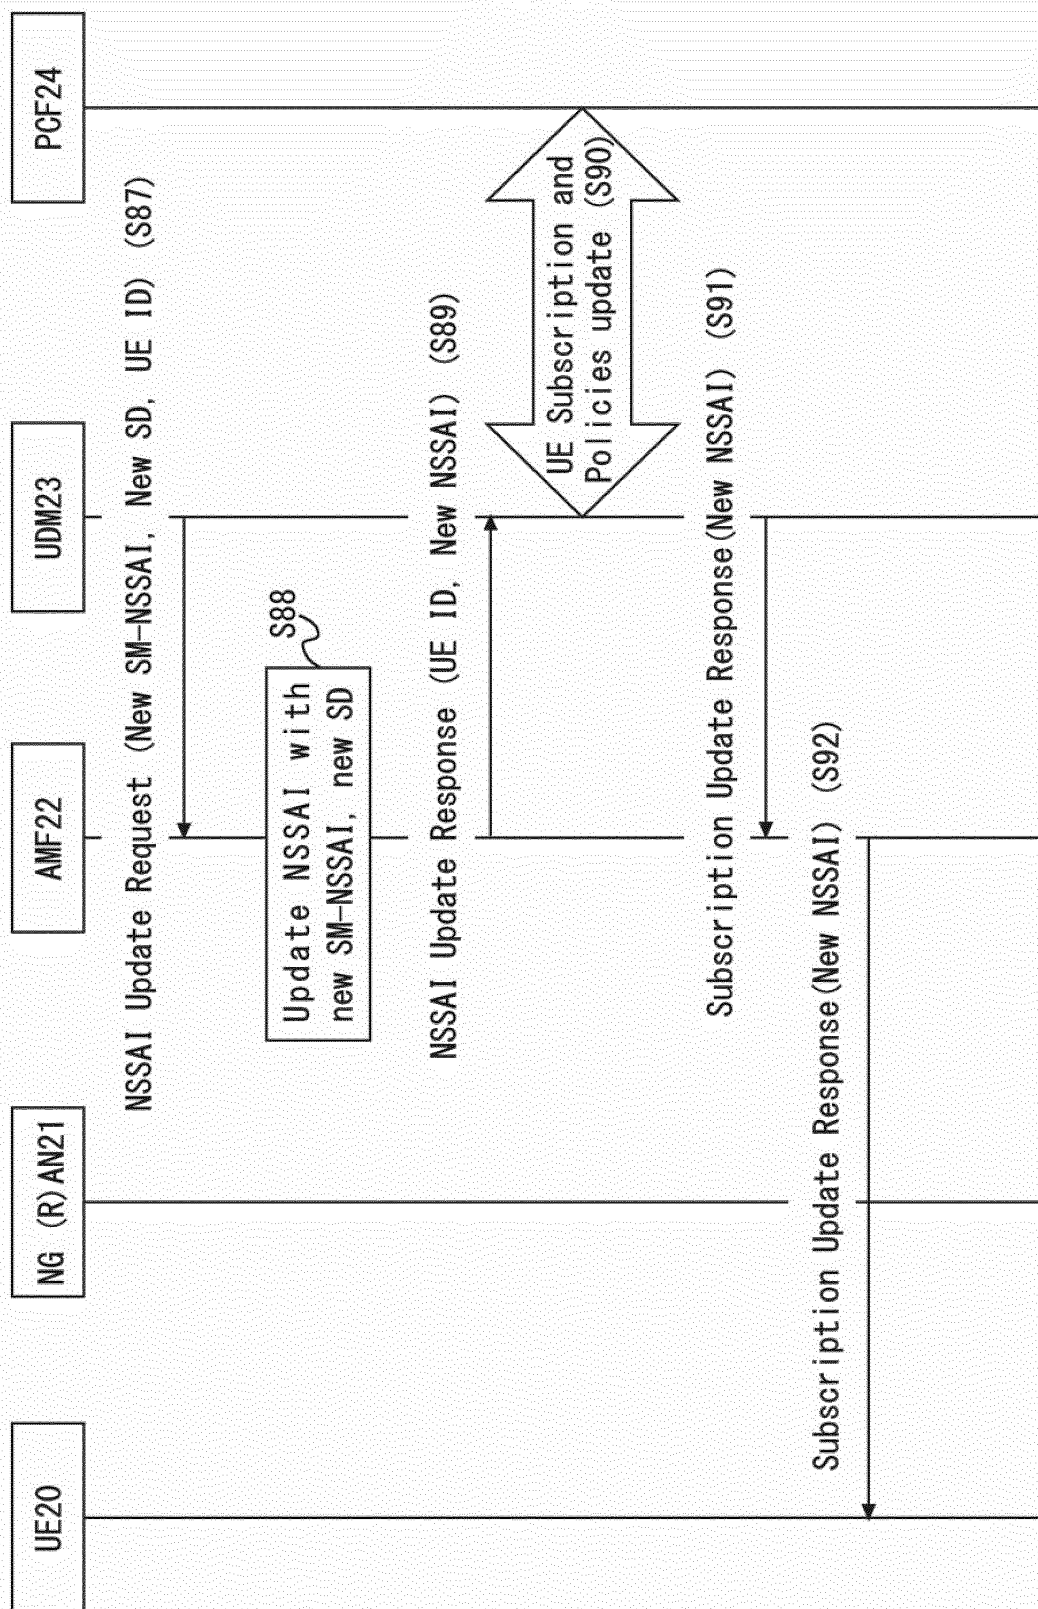 UE20
NG (R)AN21
AMF22
UDM23
PCF24
NSSAI Update Request (New SM-NSSAI, New SD, UE ID) (S87)
Update NSSAI with
new SM-NSSAI, new SD
S88
NSSAI Update Response (UE ID, New NSSAI) (S89)
UE Subscription and
Policies update (S90)
Subscription Update Response(New NSSAI) (S91)
Subscription Update Response(New NSSAI) (S92)